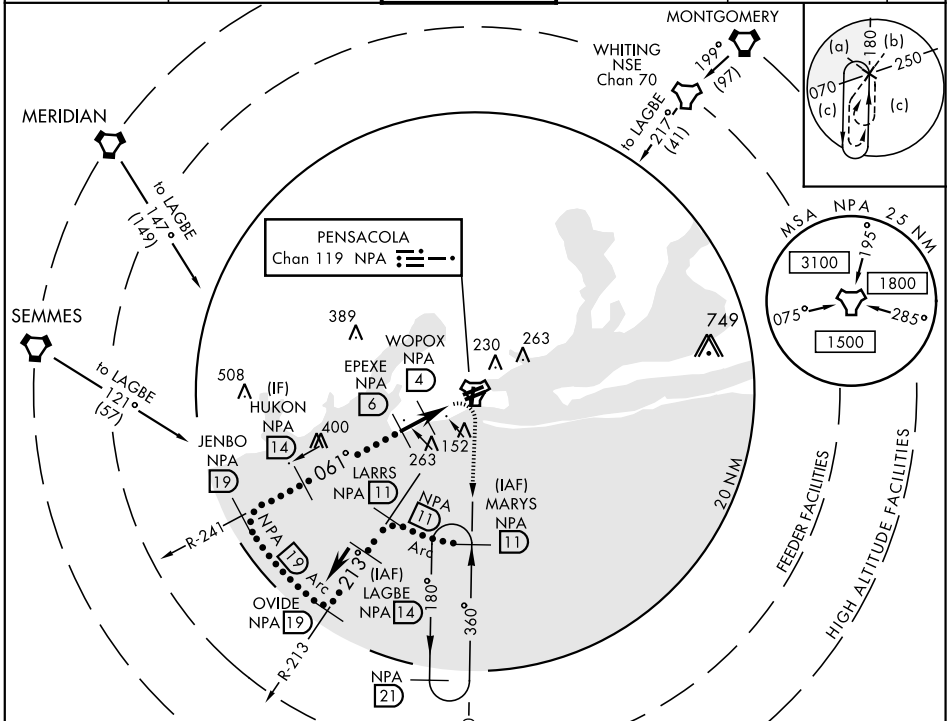 MONTGOMERY
199°
(97)
WHITING
NSE
Chan 70
to LAGBE
217°
(41)
(a)
180
(b)
250
070
(c)
(c)
MERIDIAN
to LAGBE
147°
(149)
PENSACOLA
Chan 119 NPA
MSA NPA 25 NM
195°
3100
1800
075°
285°
1500
SEMMES
to LAGBE
121°
(57)
389
WOPOX
NPA
4
230
263
749
EPEXE
NPA
6
508
(IF)
HUKON
NPA
14
400
JENBO
NPA
19
061°
263
152
LARRS
NPA 11
NPA
11
Arc
(IAF)
MARYS
NPA
11
20 NM
FEEDER FACILITIES
HIGH ALTITUDE FACILITIES
R-241
NPA
19
Arc
213°
(IAF)
LAGBE
NPA 14
180°
360°
OVIDE
NPA 19
R-213
NPA
21